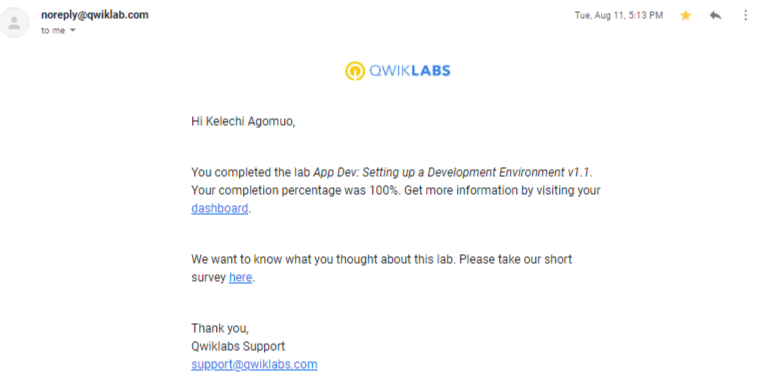 noreply@qwiklab.com
Tue, Aug 11, 5:13 PM
to me
QWIKLABS
Hi Kelechi Agomuo,
You completed the lab App Dev: Setting up a Development Environment v1.1.
Your completion percentage was 100%. Get more information by visiting your
dashboard.
We want to know what you thought about this lab. Please take our short
survey here.
Thank you,
Qwiklabs Support
support@qwiklabs.com